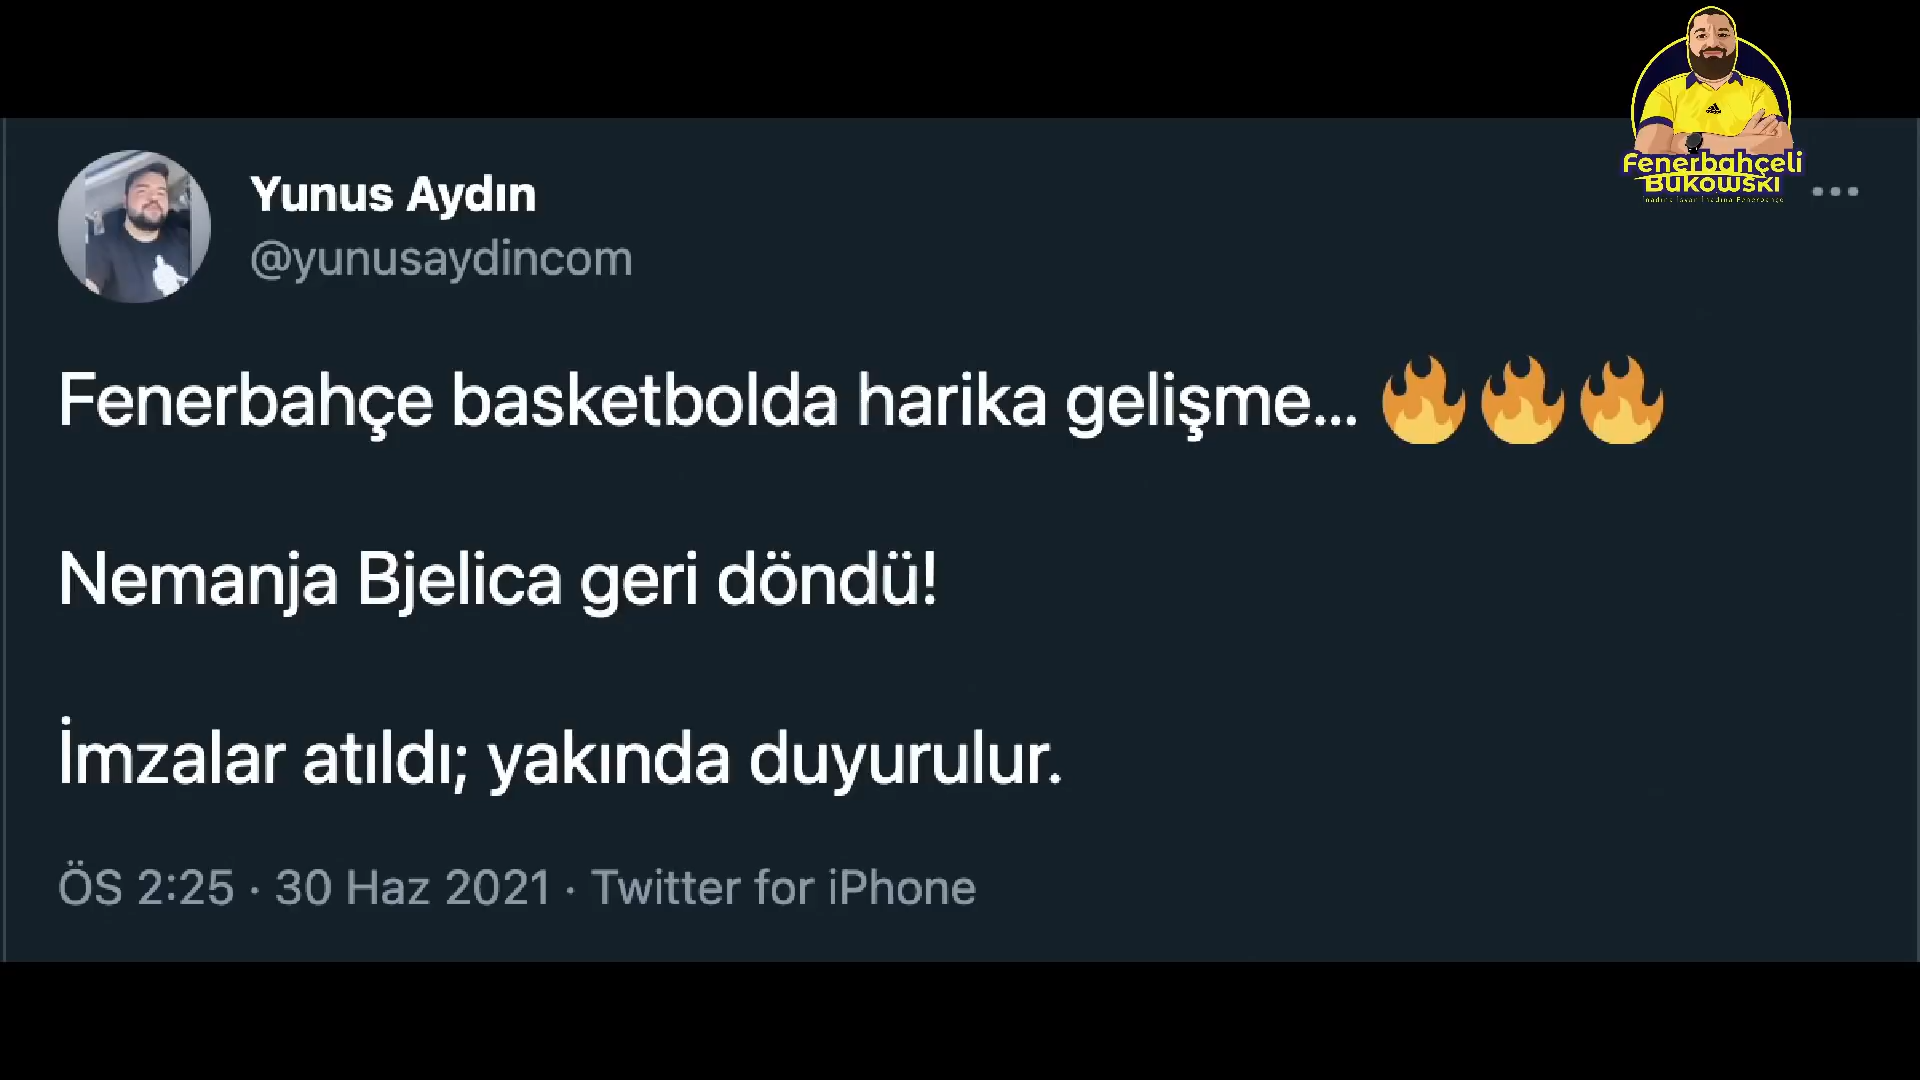 Fenerbahçeli
Bukowski
Yunus Aydın
@yunusaydincom
Fenerbahçe basketbolda harika gelişme... 🔥🔥🔥
Nemanja Bjelica geri döndü!
İmzalar atıldı; yakında duyurulur.
ÖS 2:25 · 30 Haz 2021 · Twitter for iPhone